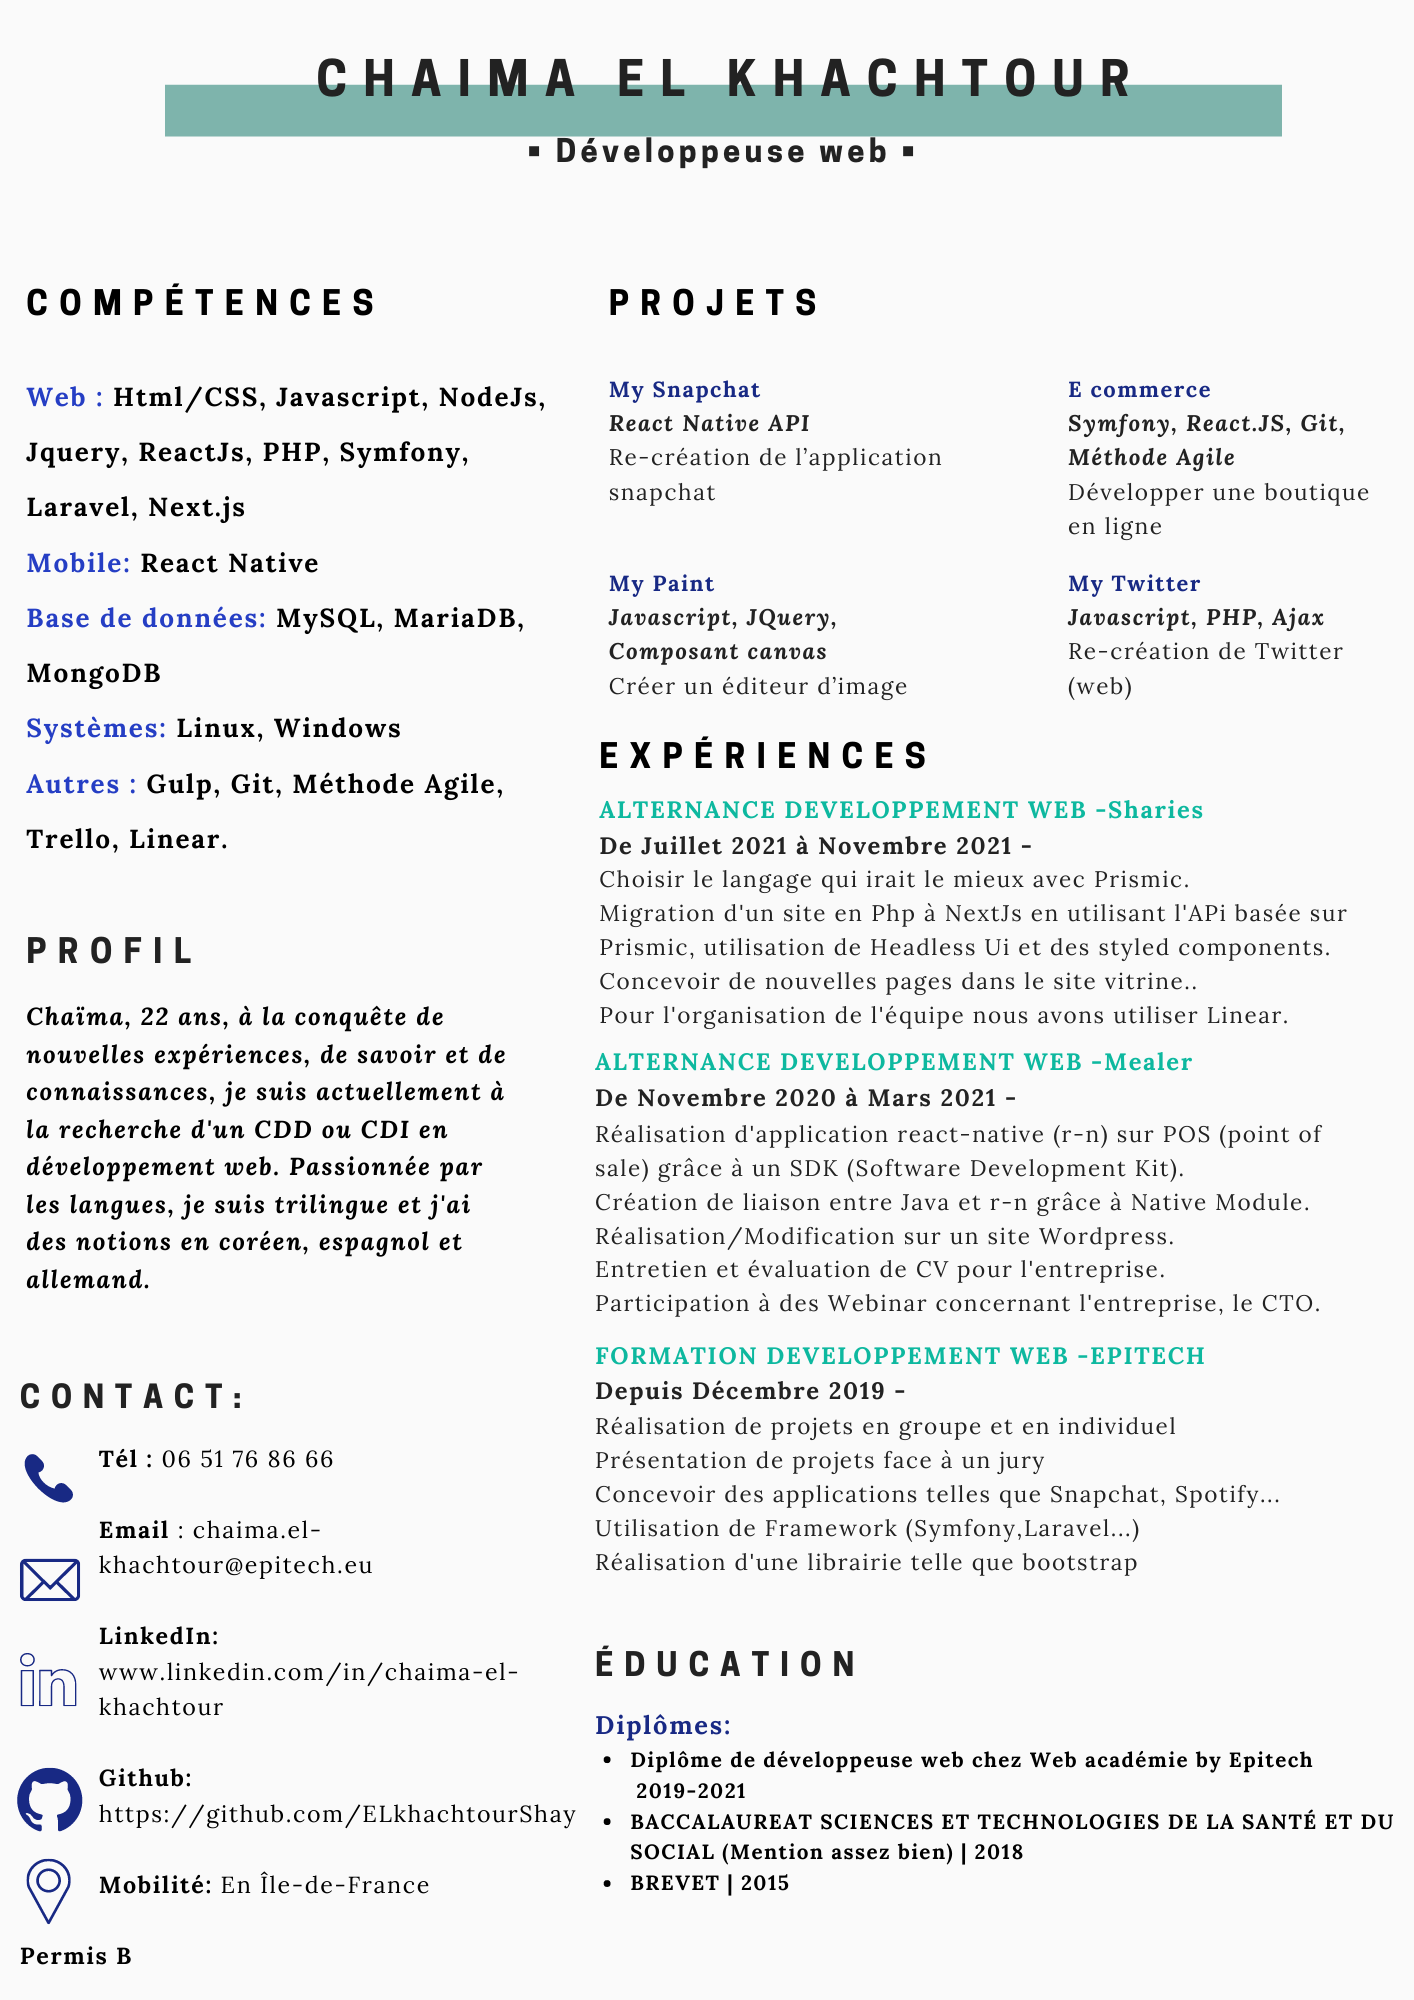 CHAIMA EL KHACHTOUR
▪ Développeuse web ▪
COMPÉTENCES
Web : Html/CSS, Javascript, NodeJs,
Jquery, ReactJs, PHP, Symfony,
Laravel, Next.js
Mobile: React Native
Base de données: MySQL, MariaDB,
MongoDB
Systèmes: Linux, Windows
Autres : Gulp, Git, Méthode Agile,
Trello, Linear.
PROFIL
Chaïma, 22 ans, à la conquête de
nouvelles expériences, de savoir et de
connaissances, je suis actuellement à
la recherche d'un CDD ou CDI en
développement web. Passionnée par
les langues, je suis trilingue et j'ai
des notions en coréen, espagnol et
allemand.
CONTACT:
Tél : 06 51 76 86 66
Email : chaima.el-
khachtour@epitech.eu
LinkedIn:
www.linkedin.com/in/chaima-el-
khachtour
Github:
https://github.com/ELkhachtourShay
Mobilité: En Île-de-France
Permis B
PROJETS
My Snapchat
React Native API
Re-création de l’application
snapchat
E commerce
Symfony, React.JS, Git,
Méthode Agile
Développer une boutique
en ligne
My Paint
Javascript, JQuery,
Composant canvas
Créer un éditeur d’image
My Twitter
Javascript, PHP, Ajax
Re-création de Twitter
(web)
EXPÉRIENCES
ALTERNANCE DEVELOPPEMENT WEB -Sharies
De Juillet 2021 à Novembre 2021 -
Choisir le langage qui irait le mieux avec Prismic.
Migration d'un site en Php à NextJs en utilisant l'APi basée sur
Prismic, utilisation de Headless Ui et des styled components.
Concevoir de nouvelles pages dans le site vitrine..
Pour l'organisation de l'équipe nous avons utiliser Linear.
ALTERNANCE DEVELOPPEMENT WEB -Mealer
De Novembre 2020 à Mars 2021 -
Réalisation d'application react-native (r-n) sur POS (point of
sale) grâce à un SDK (Software Development Kit).
Création de liaison entre Java et r-n grâce à Native Module.
Réalisation/Modification sur un site Wordpress.
Entretien et évaluation de CV pour l'entreprise.
Participation à des Webinar concernant l'entreprise, le CTO.
FORMATION DEVELOPPEMENT WEB -EPITECH
Depuis Décembre 2019 -
Réalisation de projets en groupe et en individuel
Présentation de projets face à un jury
Concevoir des applications telles que Snapchat, Spotify...
Utilisation de Framework (Symfony,Laravel...)
Réalisation d'une librairie telle que bootstrap
ÉDUCATION
Diplômes:
• Diplôme de développeuse web chez Web académie by Epitech
2019-2021
• BACCALAUREAT SCIENCES ET TECHNOLOGIES DE LA SANTÉ ET DU
SOCIAL (Mention assez bien) | 2018
• BREVET | 2015